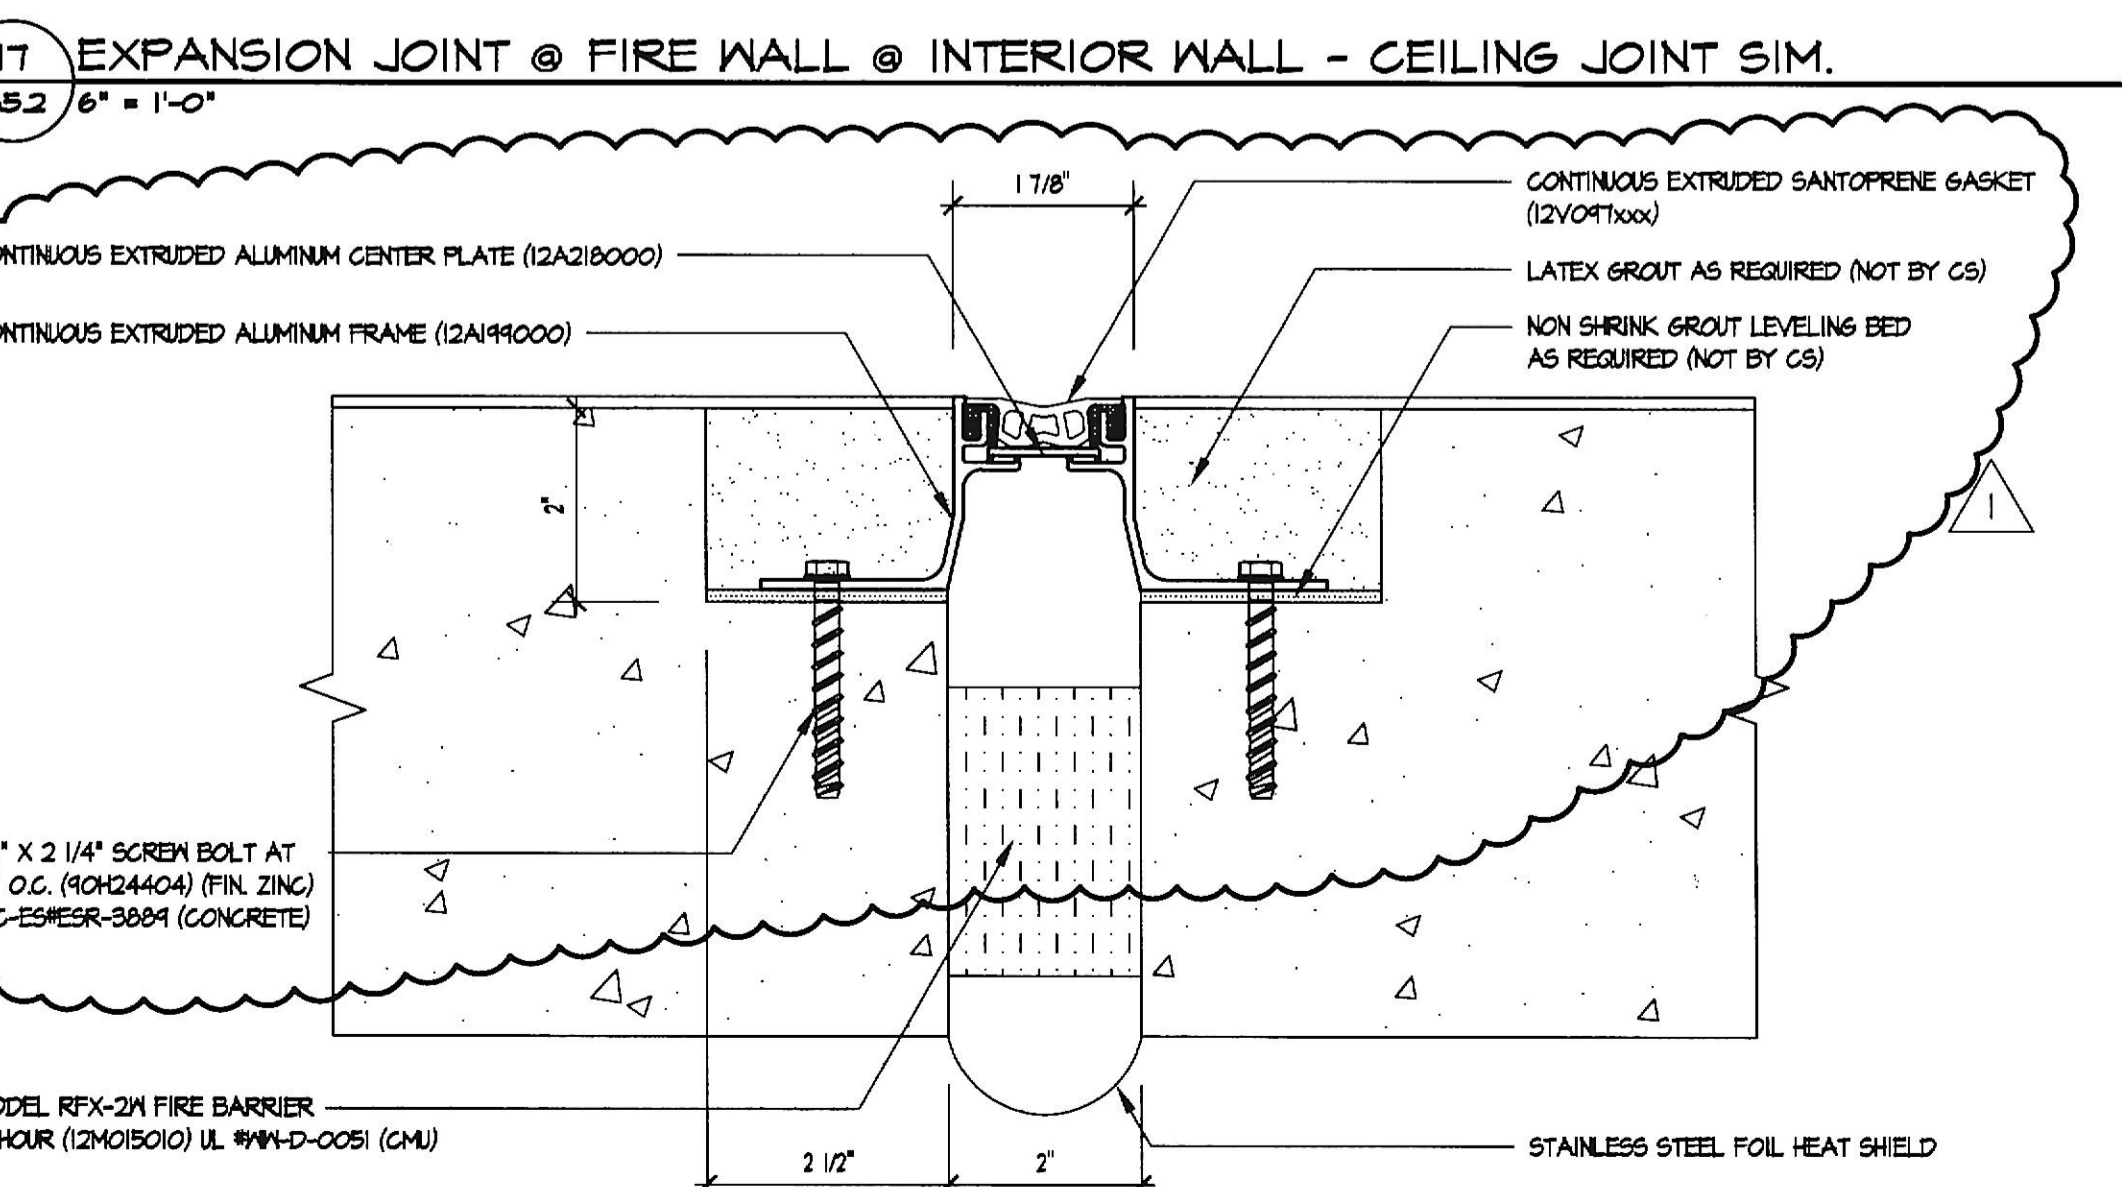 17 EXPANSION JOINT @ FIRE WALL @ INTERIOR WALL - CEILING JOINT SIM.
52 6" = 1'-0"
1 7/8"
CONTINUOUS EXTRUDED SANTOPRENE GASKET
(12V097xxx)
NTINUOUS EXTRUDED ALUMINUM CENTER PLATE (12A218000)
LATEX GROUT AS REQUIRED (NOT BY CS)
NTINUOUS EXTRUDED ALUMINUM FRAME (12A199000)
NON SHRINK GROUT LEVELING BED
AS REQUIRED (NOT BY CS)
2"
1
" X 2 1/4" SCREW BOLT AT
O.C. (90H24404) (FIN. ZINC)
C-ES#ESR-3889 (CONCRETE)
ODEL RFX-2W FIRE BARRIER
HOUR (12M015010) UL #WW-D-0051 (CMU)
STAINLESS STEEL FOIL HEAT SHIELD
2 1/2"
2"